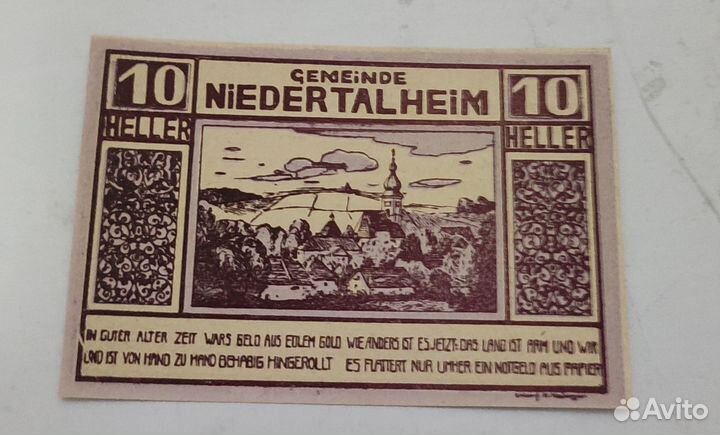 10
GEMEINDE
NIEDERTALHEIM
10
HELLER
HELLER
IN GUTER ALTER ZEIT WARS GELD AUS EDLEM GOLD WIE ANDERS IST ES JETZT: DAS LAND IST ARM UND WIR
UND IST VON HAND ZU HAND BEHÄBIG HINGEROLLT ES FLATTERT NUR UMHER EIN NOTGELD AUS PAPIER
Avito